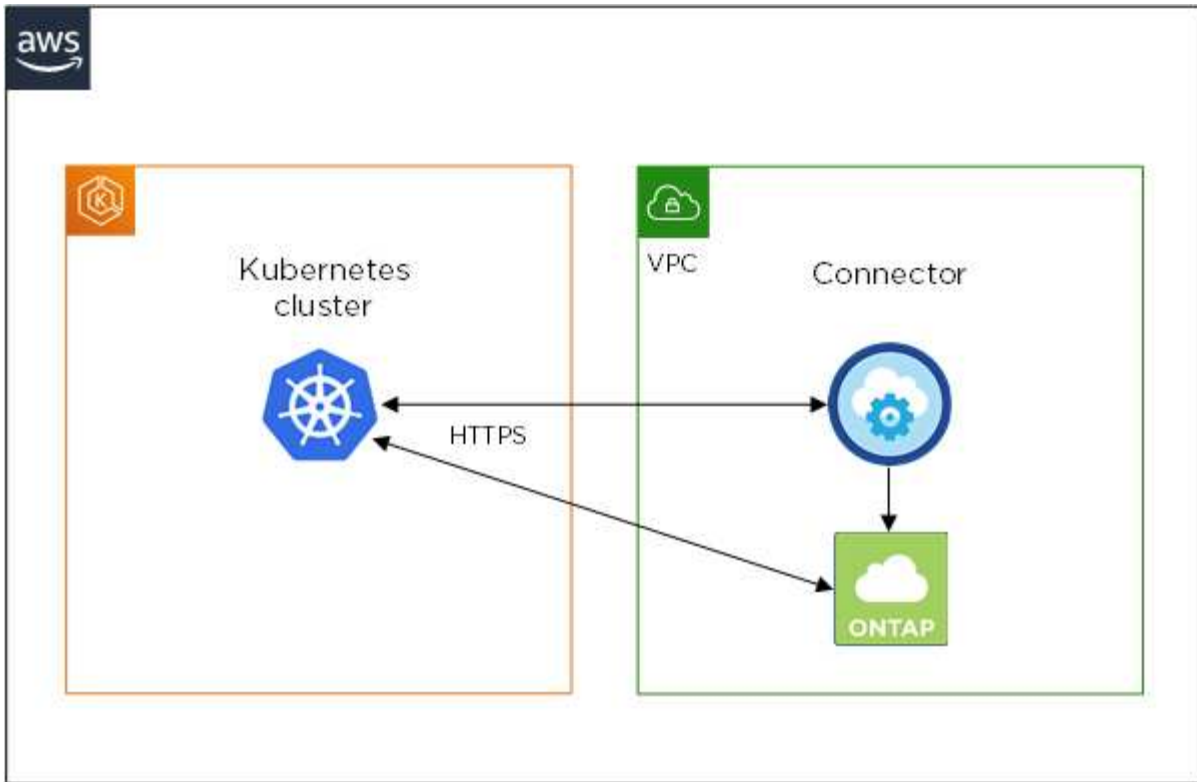 aws
Kubernetes
cluster
VPC
Connector
K
HTTPS
ONTAP